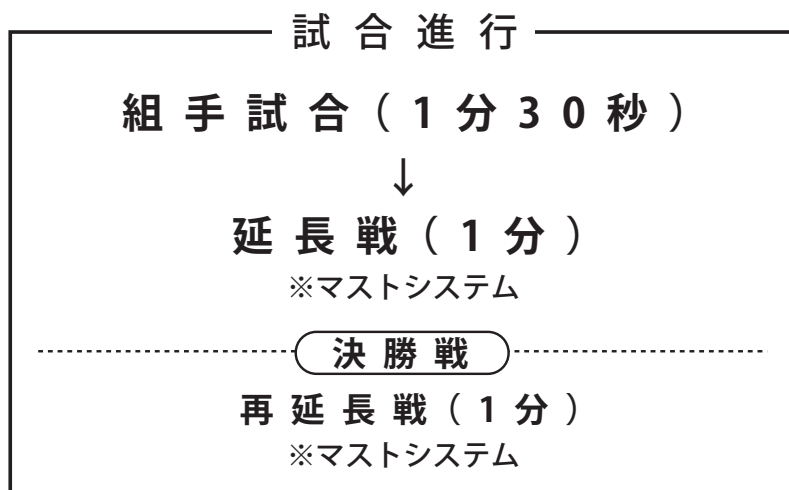 試合進行
組手試合（1分30秒）
↓
延長戦（1分）
※マストシステム
決勝戦
再延長戦（1分）
※マストシステム